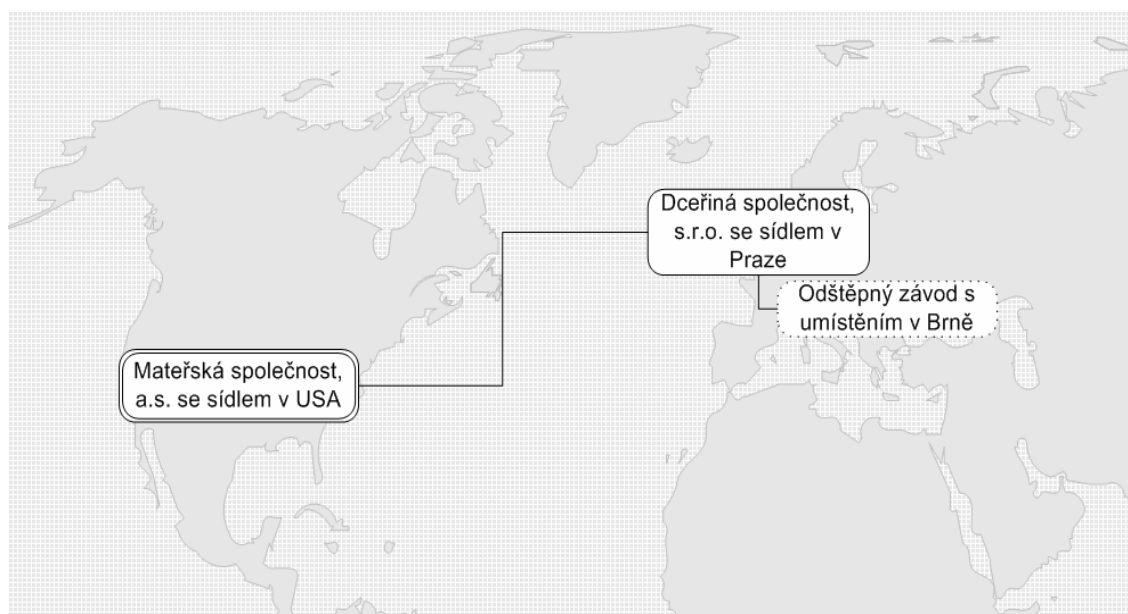 Dceřiná společnost,
s.r.o. se sídlem v
Praze
Odštěpný závod s
umístěním v Brně
Mateřská společnost,
a.s. se sídlem v USA